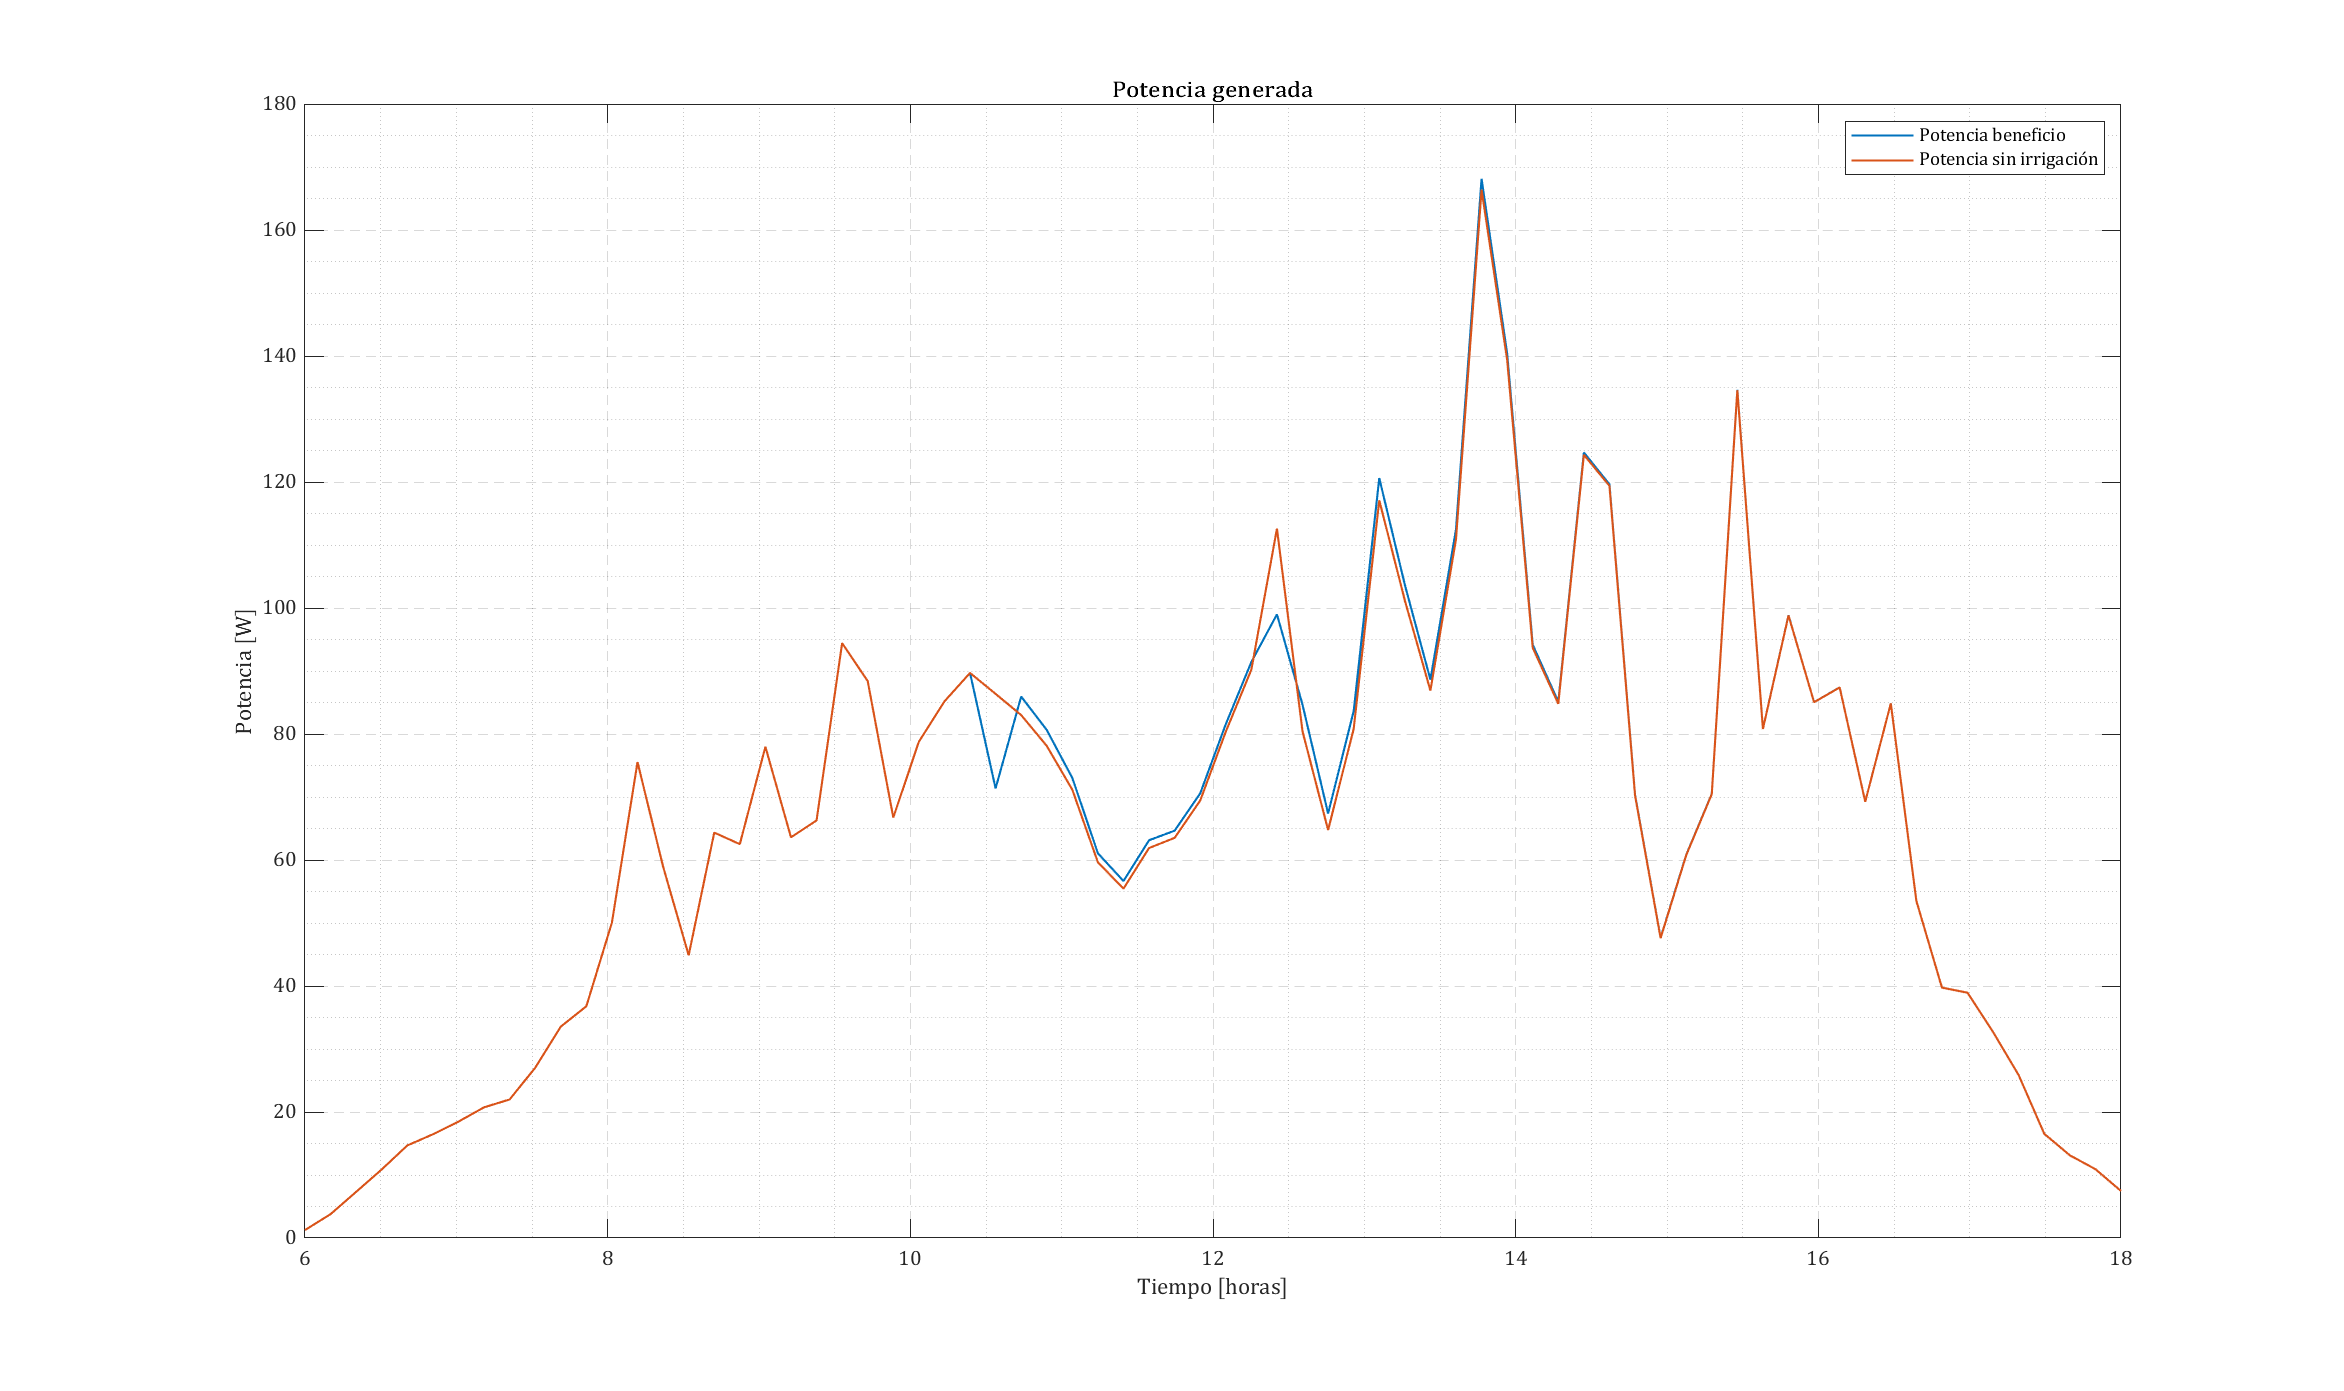 Potencia generada
180
160
140
120
100
80
60
40
20
0
Potencia [W]
Potencia beneficio
Potencia sin irrigación
6 8 10 12 14 16 18
Tiempo [horas]